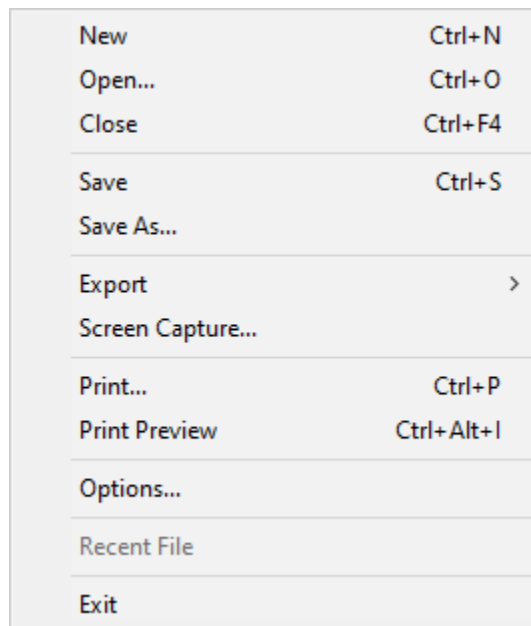 New Ctrl+N
Open... Ctrl+O
Close Ctrl+F4
Save Ctrl+S
Save As...
Export >
Screen Capture...
Print... Ctrl+P
Print Preview Ctrl+Alt+I
Options...
Recent File
Exit